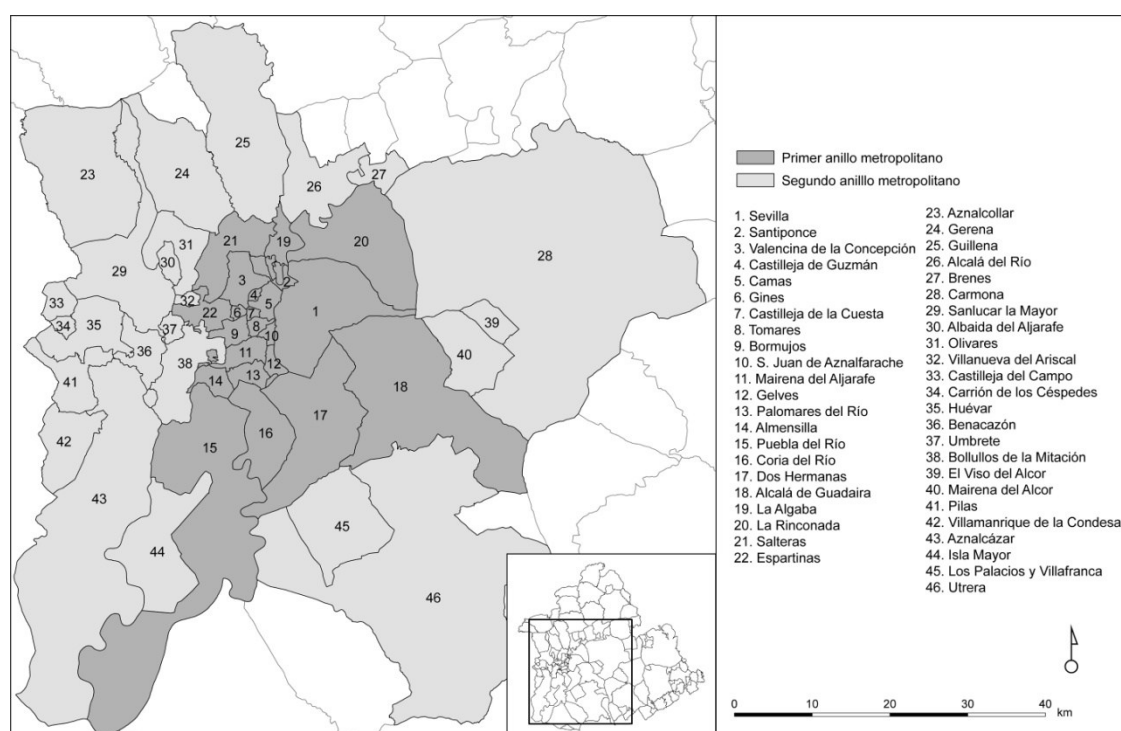 25
23
24
27
26
21
19
20
31
30
28
29
3
2
32
4
5
33
22
6
7
1
39
34
35
37
9
8
10
40
36
11
38
12
18
41
14
13
17
42
15
16
43
45
44
46
Primer anillo metropolitano
Segundo anilllo metropolitano
1. Sevilla
2. Santiponce
3. Valencina de la Concepción
4. Castilleja de Guzmán
5. Camas
6. Gines
7. Castilleja de la Cuesta
8. Tomares
9. Bormujos
10. S. Juan de Aznalfarache
11. Mairena del Aljarafe
12. Gelves
13. Palomares del Río
14. Almensilla
15. Puebla del Río
16. Coria del Río
17. Dos Hermanas
18. Alcalá de Guadaira
19. La Algaba
20. La Rinconada
21. Salteras
22. Espartinas
23. Aznalcollar
24. Gerena
25. Guillena
26. Alcalá del Río
27. Brenes
28. Carmona
29. Sanlucar la Mayor
30. Albaida del Aljarafe
31. Olivares
32. Villanueva del Ariscal
33. Castilleja del Campo
34. Carrión de los Céspedes
35. Huévar
36. Benacazón
37. Umbrete
38. Bollullos de la Mitación
39. El Viso del Alcor
40. Mairena del Alcor
41. Pilas
42. Villamanrique de la Condesa
43. Aznalcázar
44. Isla Mayor
45. Los Palacios y Villafranca
46. Utrera
0 10 20 30 40
km